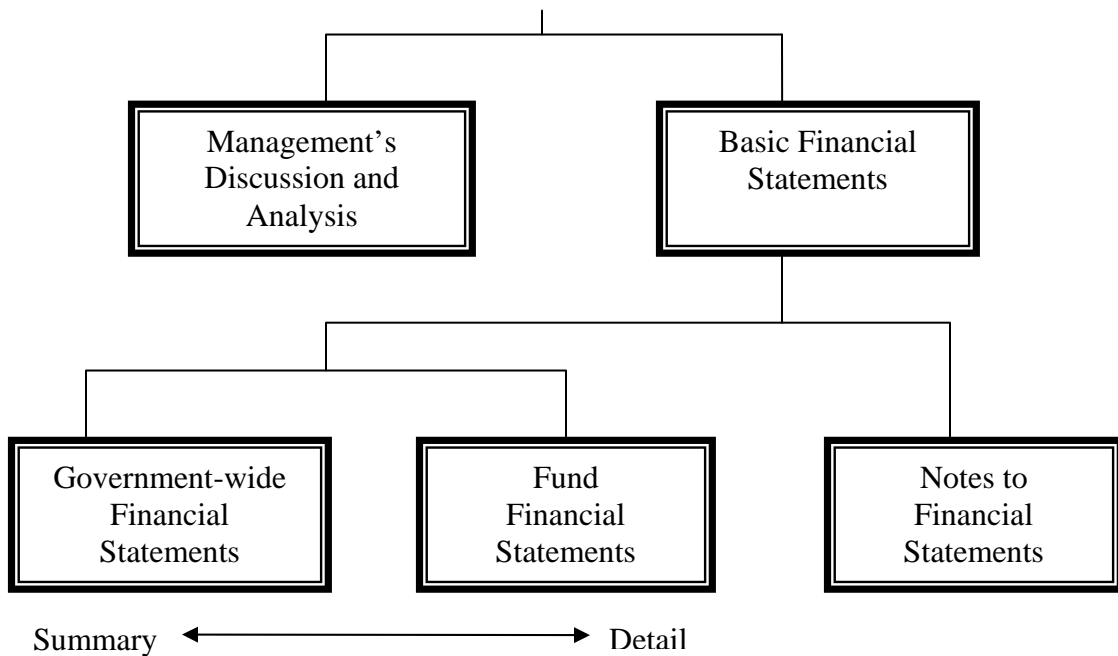 Management’s
Discussion and
Analysis
Basic Financial
Statements
Government-wide
Financial
Statements
Fund
Financial
Statements
Notes to
Financial
Statements
Summary
Detail